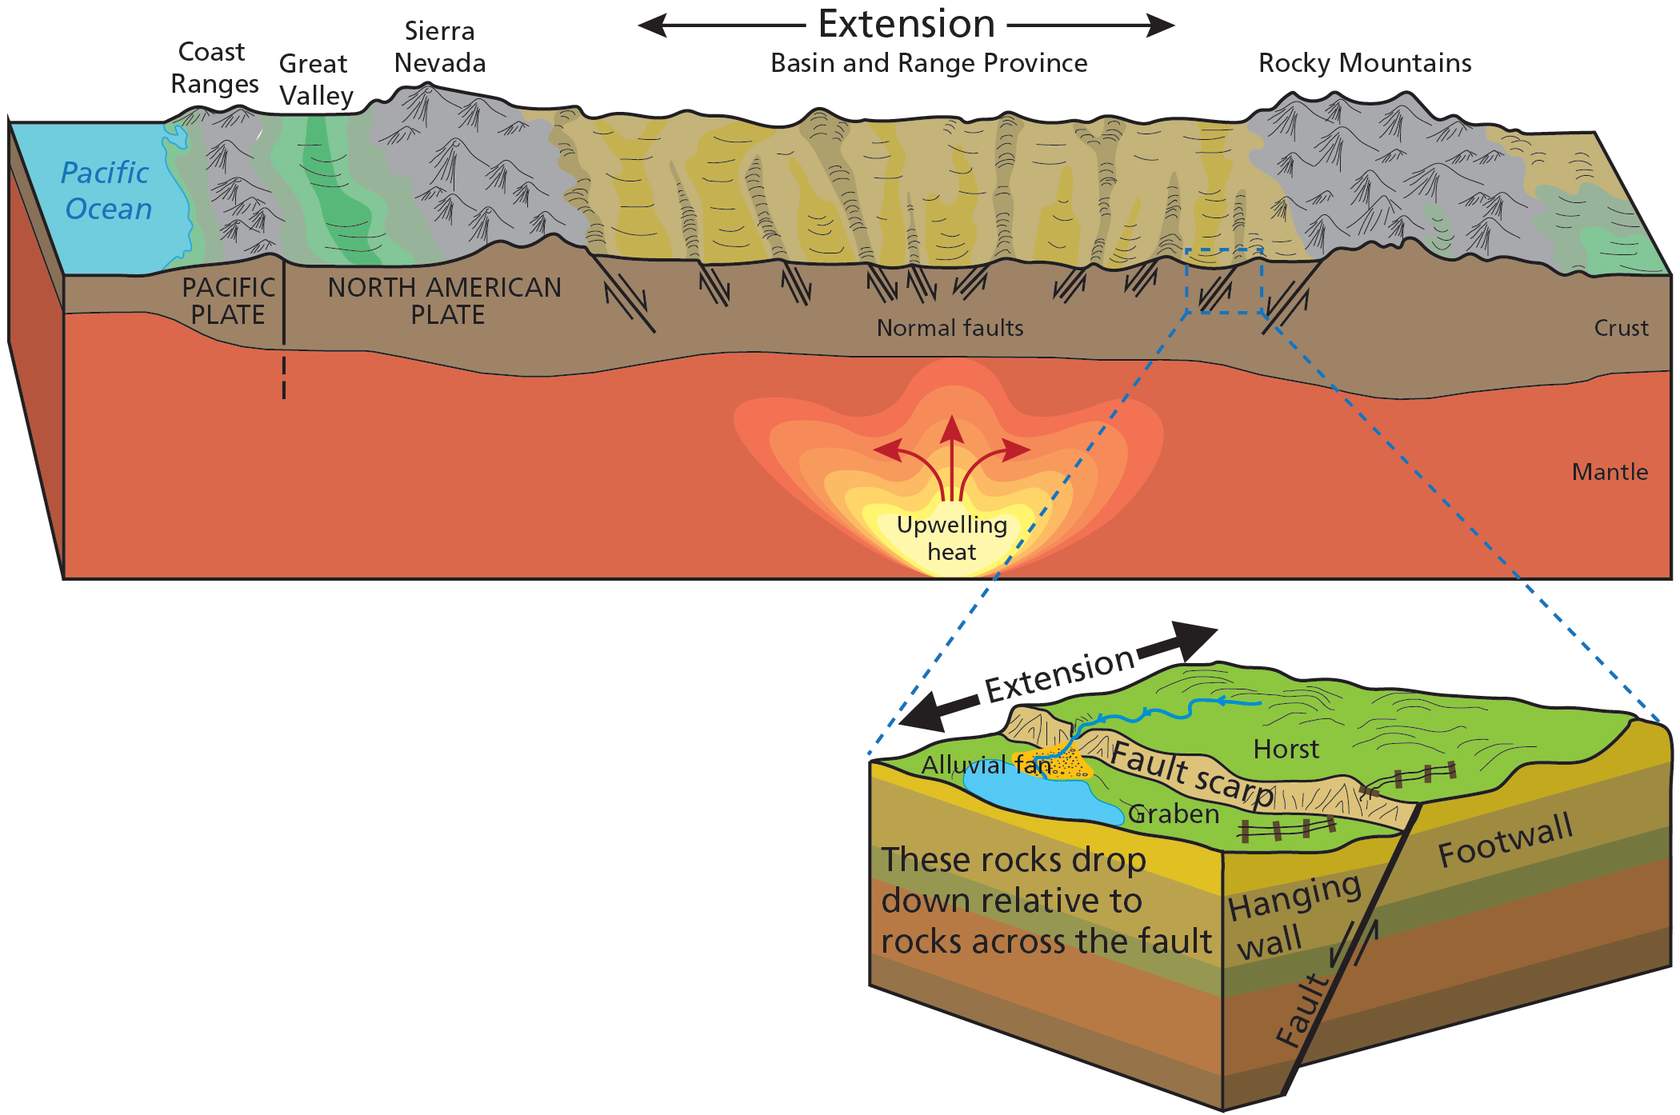 Extension
Basin and Range Province
Coast
Ranges
Great
Valley
Sierra
Nevada
Rocky Mountains
Pacific
Ocean
PACIFIC
PLATE
NORTH AMERICAN
PLATE
Normal faults
Crust
Mantle
Upwelling
heat
Extension
Alluvial fan
Fault scarp
Horst
Graben
These rocks drop
down relative to
rocks across the fault
Hanging
wall
Footwall
Fault